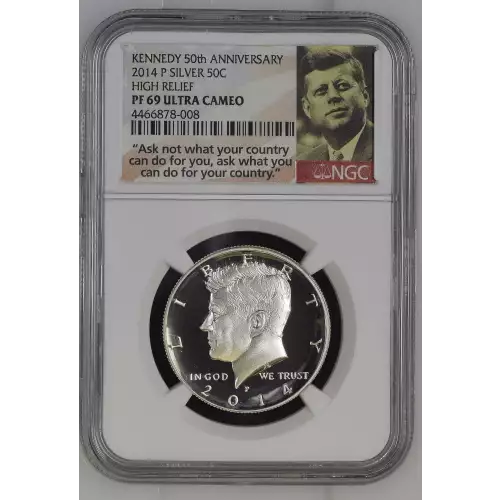 KENNEDY 50th ANNIVERSARY
2014 P SILVER 50C
HIGH RELIEF
PF 69 ULTRA CAMEO
4466878-008
"Ask not what your country
can do for you, ask what you
can do for your country."
NGC
LIBERTY
IN GOD WE TRUST
P
2014